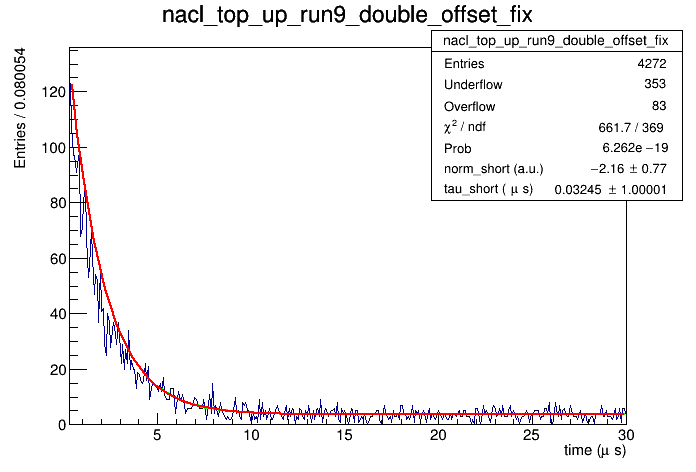 nacl_top_up_run9_double_offset_fix
nacl_top_up_run9_double_offset_fix
Entries 4272
Underflow 353
Overflow 83
χ² / ndf 661.7 / 369
Prob 6.262e −19
norm_short (a.u.) −2.16 ± 0.77
tau_short ( μ s) 0.03245 ± 1.00001
Entries / 0.080054
120
100
80
60
40
20
0
5 10 15 20 25 30
time (μ s)